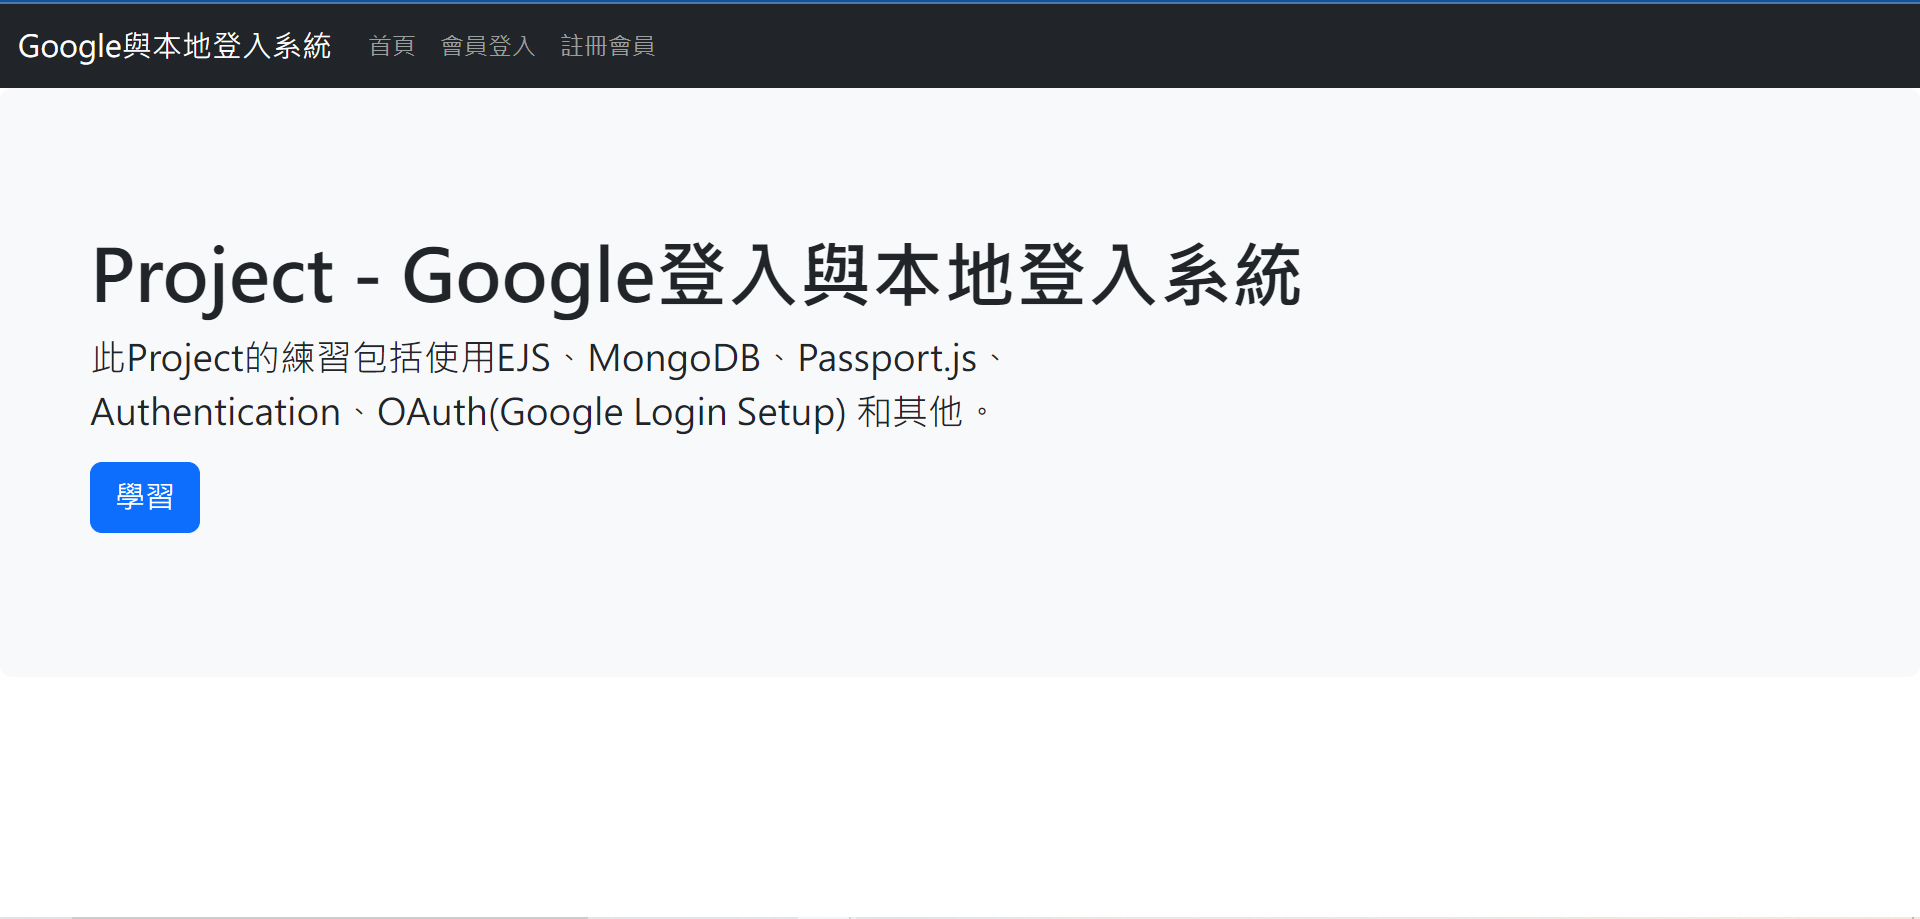 Google與本地登入系統 首頁 會員登入 註冊會員
Project - Google登入與本地登入系統
此Project的練習包括使用EJS、MongoDB、Passport.js、
Authentication、OAuth(Google Login Setup) 和其他。
學習